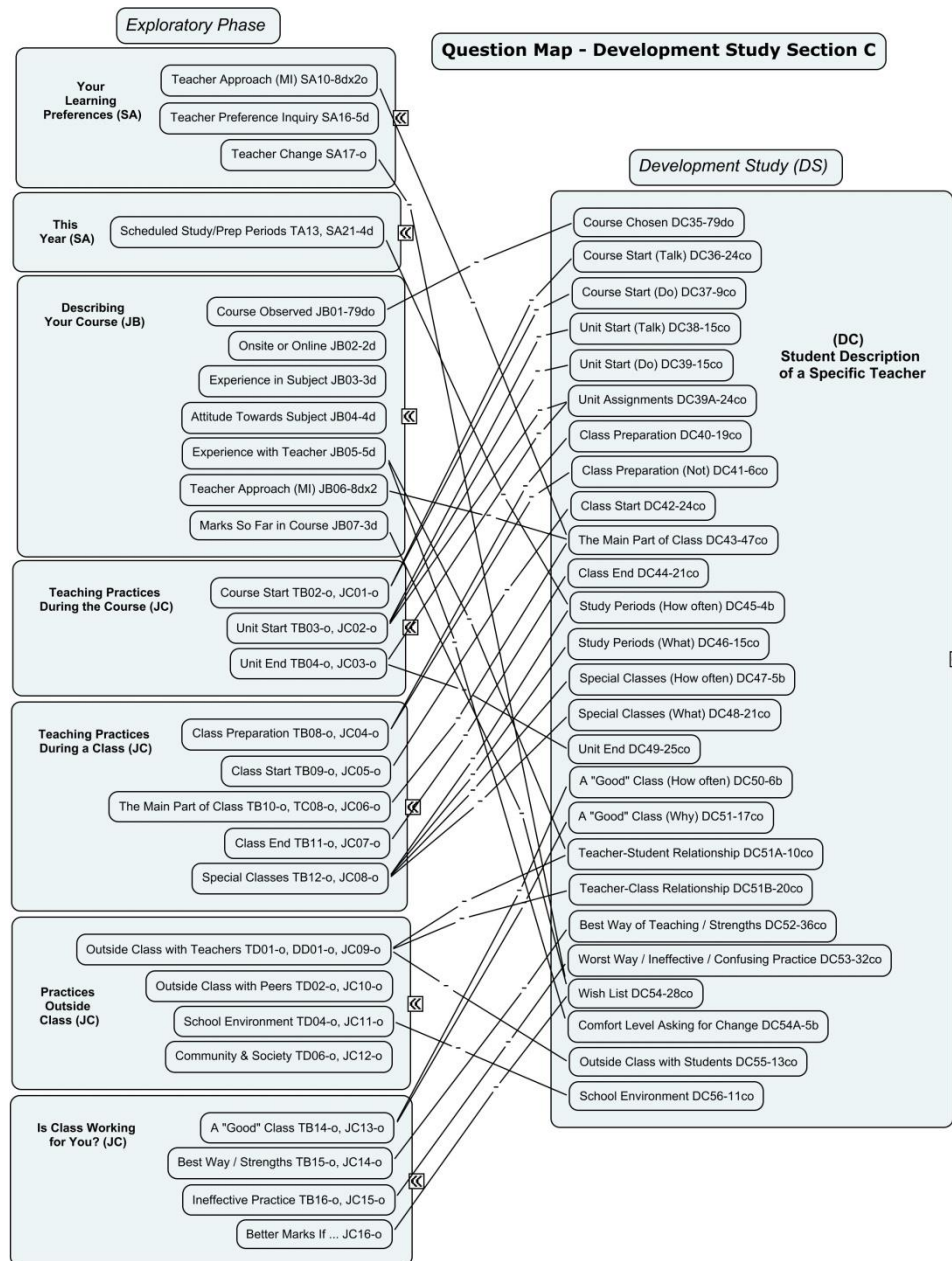 Exploratory Phase
Question Map - Development Study Section C
Your
Learning
Preferences (SA)
Teacher Approach (MI) SA10-8dx2o
Teacher Preference Inquiry SA16-5d
Teacher Change SA17-o
This
Year (SA)
Scheduled Study/Prep Periods TA13, SA21-4d
Describing
Your Course (JB)
Course Observed JB01-79do
Onsite or Online JB02-2d
Experience in Subject JB03-3d
Attitude Towards Subject JB04-4d
Experience with Teacher JB05-5d
Teacher Approach (MI) JB06-8dx2
Marks So Far in Course JB07-3d
Teaching Practices
During the Course (JC)
Course Start TB02-o, JC01-o
Unit Start TB03-o, JC02-o
Unit End TB04-o, JC03-o
Teaching Practices
During a Class (JC)
Class Preparation TB08-o, JC04-o
Class Start TB09-o, JC05-o
The Main Part of Class TB10-o, TC08-o, JC06-o
Class End TB11-o, JC07-o
Special Classes TB12-o, JC08-o
Practices
Outside
Class (JC)
Outside Class with Teachers TD01-o, DD01-o, JC09-o
Outside Class with Peers TD02-o, JC10-o
School Environment TD04-o, JC11-o
Community & Society TD06-o, JC12-o
Is Class Working
for You? (JC)
A "Good" Class TB14-o, JC13-o
Best Way / Strengths TB15-o, JC14-o
Ineffective Practice TB16-o, JC15-o
Better Marks If ... JC16-o
Development Study (DS)
(DC)
Student Description
of a Specific Teacher
Course Chosen DC35-79do
Course Start (Talk) DC36-24co
Course Start (Do) DC37-9co
Unit Start (Talk) DC38-15co
Unit Start (Do) DC39-15co
Unit Assignments DC39A-24co
Class Preparation DC40-19co
Class Preparation (Not) DC41-6co
Class Start DC42-24co
The Main Part of Class DC43-47co
Class End DC44-21co
Study Periods (How often) DC45-4b
Study Periods (What) DC46-15co
Special Classes (How often) DC47-5b
Special Classes (What) DC48-21co
Unit End DC49-25co
A "Good" Class (How often) DC50-6b
A "Good" Class (Why) DC51-17co
Teacher-Student Relationship DC51A-10co
Teacher-Class Relationship DC51B-20co
Best Way of Teaching / Strengths DC52-36co
Worst Way / Ineffective / Confusing Practice DC53-32co
Wish List DC54-28co
Comfort Level Asking for Change DC54A-5b
Outside Class with Students DC55-13co
School Environment DC56-11co